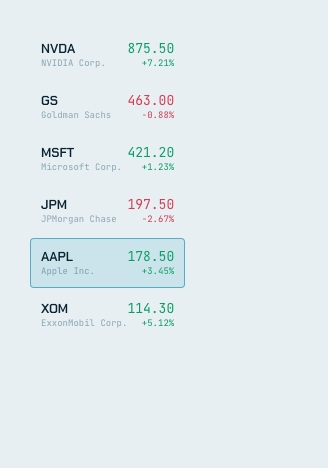 NVDA 875.50
NVIDIA Corp. +7.21%
GS 463.00
Goldman Sachs -0.88%
MSFT 421.20
Microsoft Corp. +1.23%
JPM 197.50
JPMorgan Chase -2.67%
AAPL 178.50
Apple Inc. +3.45%
XOM 114.30
ExxonMobil Corp. +5.12%